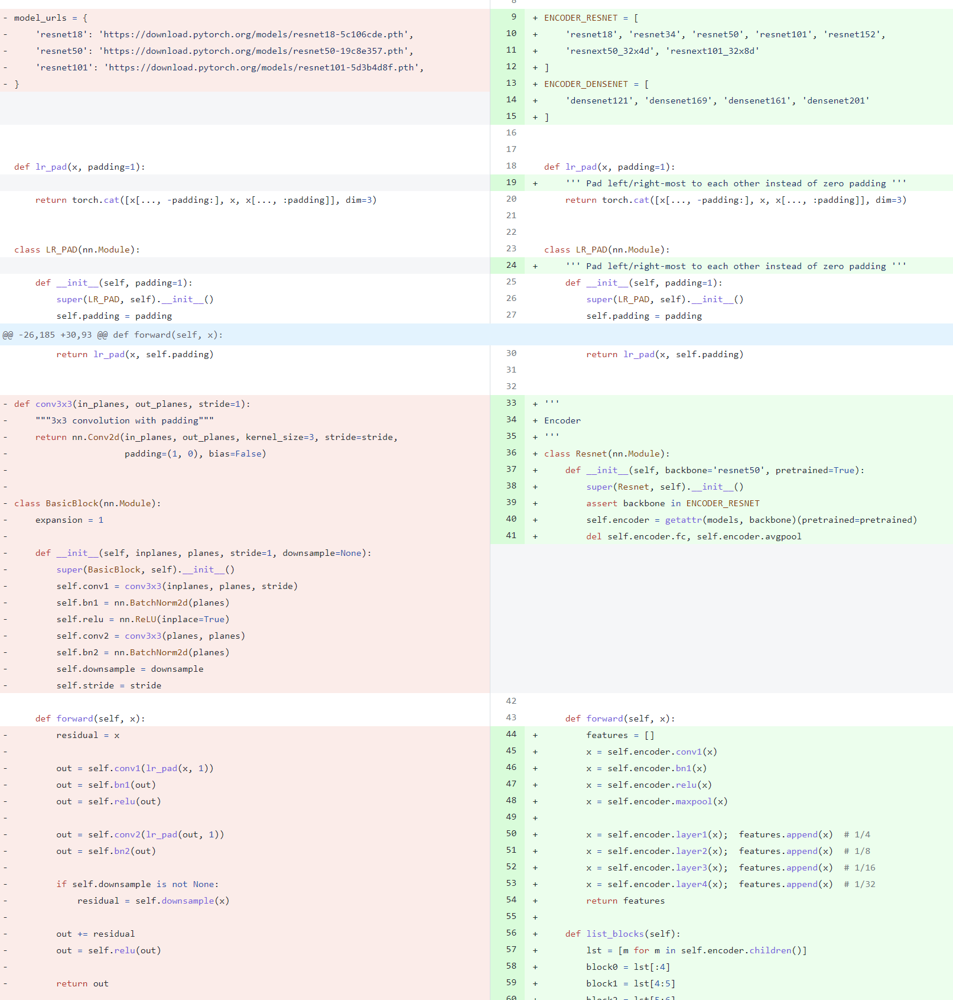 8
- model_urls = {
-     'resnet18': 'https://download.pytorch.org/models/resnet18-5c106cde.pth',
-     'resnet50': 'https://download.pytorch.org/models/resnet50-19c8e357.pth',
-     'resnet101': 'https://download.pytorch.org/models/resnet101-5d3b4d8f.pth',
- }
def lr_pad(x, padding=1):
    return torch.cat([x[..., -padding:], x, x[..., :padding]], dim=3)
class LR_PAD(nn.Module):
    def __init__(self, padding=1):
        super(LR_PAD, self).__init__()
        self.padding = padding
9 + ENCODER_RESNET = [
10 +     'resnet18', 'resnet34', 'resnet50', 'resnet101', 'resnet152',
11 +     'resnext50_32x4d', 'resnext101_32x8d'
12 + ]
13 + ENCODER_DENSENET = [
14 +     'densenet121', 'densenet169', 'densenet161', 'densenet201'
15 + ]
16
17
18 def lr_pad(x, padding=1):
19 +     ''' Pad left/right-most to each other instead of zero padding '''
20     return torch.cat([x[..., -padding:], x, x[..., :padding]], dim=3)
21
22
23 class LR_PAD(nn.Module):
24 +     ''' Pad left/right-most to each other instead of zero padding '''
25     def __init__(self, padding=1):
26         super(LR_PAD, self).__init__()
27         self.padding = padding
@@ -26,185 +30,93 @@ def forward(self, x):
        return lr_pad(x, self.padding)
- def conv3x3(in_planes, out_planes, stride=1):
-     """3x3 convolution with padding"""
-     return nn.Conv2d(in_planes, out_planes, kernel_size=3, stride=stride,
-                      padding=(1, 0), bias=False)
-
-
- class BasicBlock(nn.Module):
-     expansion = 1
-
-     def __init__(self, inplanes, planes, stride=1, downsample=None):
-         super(BasicBlock, self).__init__()
-         self.conv1 = conv3x3(inplanes, planes, stride)
-         self.bn1 = nn.BatchNorm2d(planes)
-         self.relu = nn.ReLU(inplace=True)
-         self.conv2 = conv3x3(planes, planes)
-         self.bn2 = nn.BatchNorm2d(planes)
-         self.downsample = downsample
-         self.stride = stride
    def forward(self, x):
-         residual = x
-
-         out = self.conv1(lr_pad(x, 1))
-         out = self.bn1(out)
-         out = self.relu(out)
-
-         out = self.conv2(lr_pad(out, 1))
-         out = self.bn2(out)
-
-         if self.downsample is not None:
-             residual = self.downsample(x)
-
-         out += residual
-         out = self.relu(out)
-
-         return out
30         return lr_pad(x, self.padding)
31
32
33 + '''
34 + Encoder
35 + '''
36 + class Resnet(nn.Module):
37 +     def __init__(self, backbone='resnet50', pretrained=True):
38 +         super(Resnet, self).__init__()
39 +         assert backbone in ENCODER_RESNET
40 +         self.encoder = getattr(models, backbone)(pretrained=pretrained)
41 +         del self.encoder.fc, self.encoder.avgpool
42
43     def forward(self, x):
44 +         features = []
45 +         x = self.encoder.conv1(x)
46 +         x = self.encoder.bn1(x)
47 +         x = self.encoder.relu(x)
48 +         x = self.encoder.maxpool(x)
49 +
50 +         x = self.encoder.layer1(x);  features.append(x)  # 1/4
51 +         x = self.encoder.layer2(x);  features.append(x)  # 1/8
52 +         x = self.encoder.layer3(x);  features.append(x)  # 1/16
53 +         x = self.encoder.layer4(x);  features.append(x)  # 1/32
54 +         return features
55 +
56 +     def list_blocks(self):
57 +         lst = [m for m in self.encoder.children()]
58 +         block0 = lst[:4]
59 +         block1 = lst[4:5]
60 +         block2 = lst[5:6]